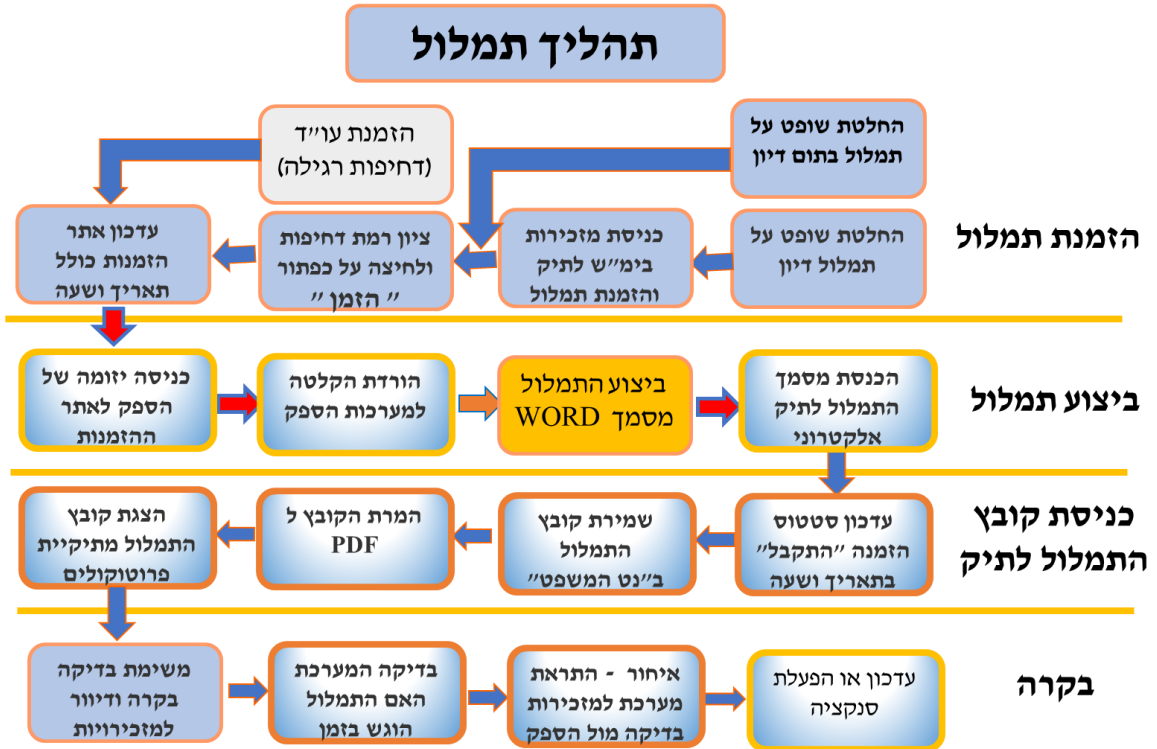 תהליך תמלול
החלטת שופט על
תמלול בתום דיון
הזמנת עו"ד
(דחיפות רגילה)
הזמנת תמלול
החלטת שופט על
תמלול דיון
כניסת מזכירות
בימ"ש לתיק
והזמנת תמלול
ציון רמת דחיפות
ולחיצה על כפתור
" הזמן "
עדכון אתר
הזמנות כולל
תאריך ושעה
ביצוע תמלול
כניסה יזומה של
הספק לאתר
ההזמנות
הורדת הקלטה
למערכות הספק
ביצוע התמלול
מסמך WORD
הכנסת מסמך
התמלול לתיק
אלקטרוני
כניסת קובץ
התמלול לתיק
עדכון סטטוס
הזמנה "התקבל"
בתאריך ושעה
שמירת קובץ
התמלול
ב"נט המשפט"
המרת הקובץ ל
PDF
הצגת קובץ
התמלול מתיקיית
פרוטוקולים
בקרה
משימת בדיקה
בקרה ודיוור
למזכירויות
בדיקה המערכת
האם התמלול
הוגש בזמן
איחור - התראת
מערכת למזכירות
בדיקה מול הספק
עדכון או הפעלת
סנקציה